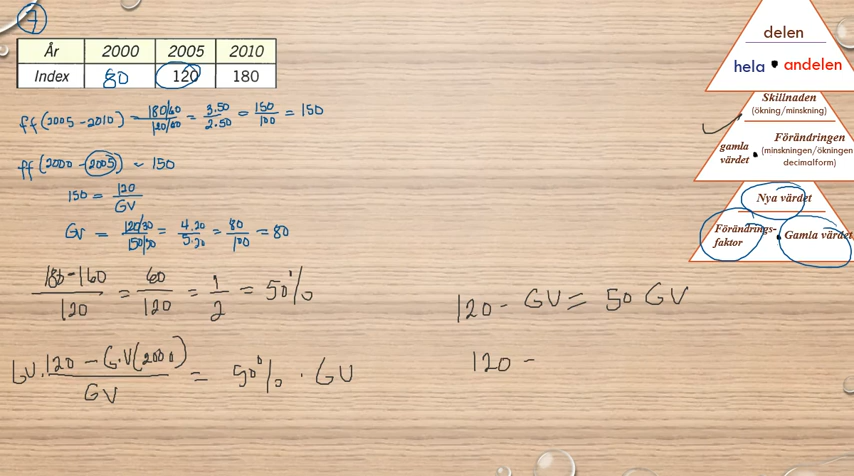 7
År 2000 2005 2010
Index 80 120 180
ff(2005-2010) = 180/60 / 120/60 = 3.50 / 2.50 = 150/100 = 150
ff(2000-2005) = 150
150 = 120/GV
GV = 120/30 / 150/30 = 4.20 / 5.20 = 80/100 = 80
180-160 / 120 = 60/120 = 1/2 = 50%
GV. 120 - G.V(2000) / GV = 50% . GV
120 - GV = 50 GV
120 -
delen
hela • andelen
Skillnaden
(ökning/minskning)
gamla värdet • Förändringen
(minskningen/ökningen
decimalform)
Nya värdet
Förändrings-
faktor • Gamla värdet